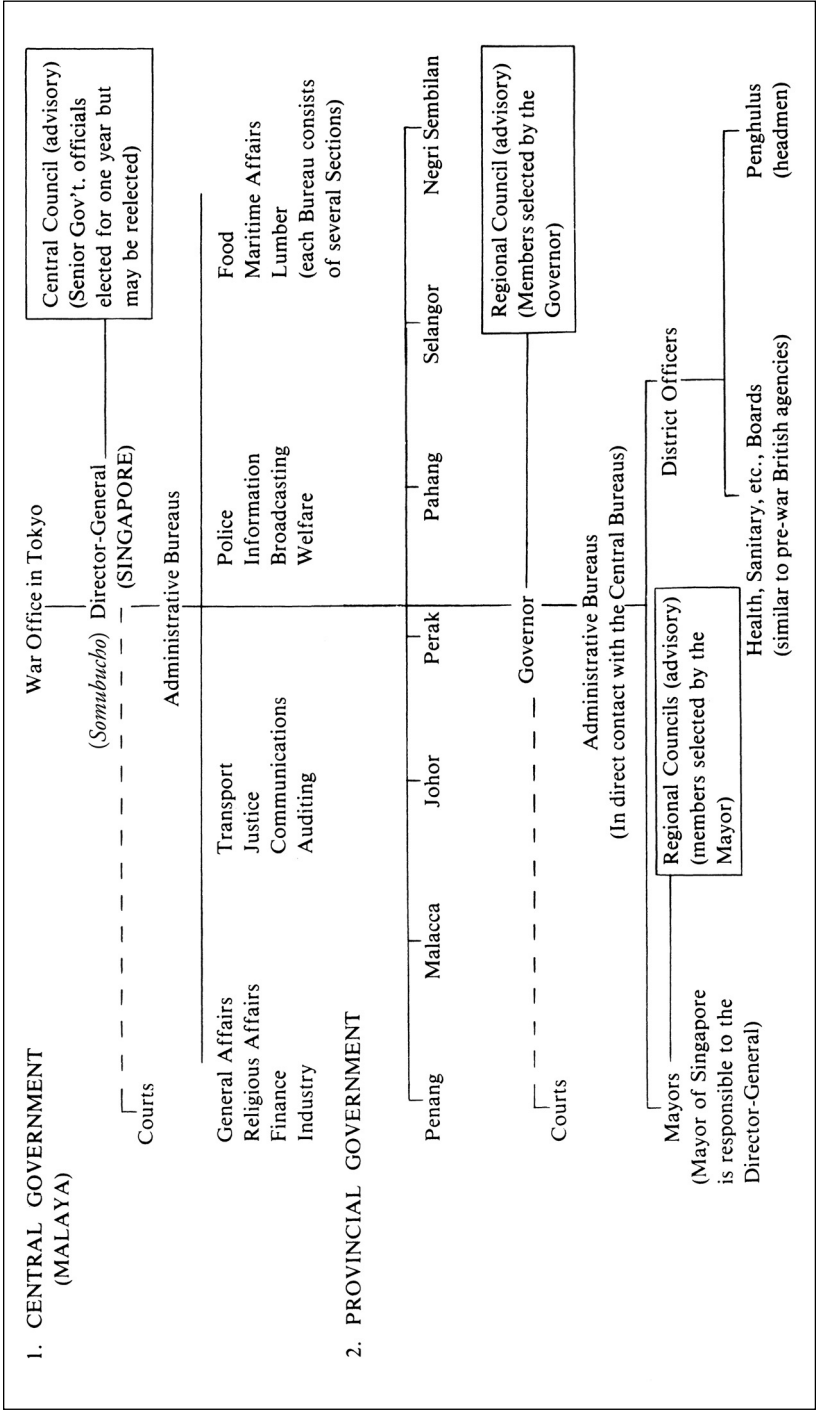 1. CENTRAL GOVERNMENT
(MALAYA)
War Office in Tokyo
(Somubucho) Director-General
(SINGAPORE)
Central Council (advisory)
(Senior Gov't. officials
elected for one year but
may be reelected)
Courts
Administrative Bureaus
General Affairs
Religious Affairs
Finance
Industry
Transport
Justice
Communications
Auditing
Police
Information
Broadcasting
Welfare
Food
Maritime Affairs
Lumber
(each Bureau consists
of several Sections)
2. PROVINCIAL GOVERNMENT
Penang
Malacca
Johor
Perak
Pahang
Selangor
Negri Sembilan
Governor
Regional Council (advisory)
(Members selected by the
Governor)
Courts
Administrative Bureaus
(In direct contact with the Central Bureaus)
Mayors
(Mayor of Singapore
is responsible to the
Director-General)
Regional Councils (advisory)
(members selected by the
Mayor)
District Officers
Health, Sanitary, etc., Boards
(similar to pre-war British agencies)
Penghulus
(headmen)